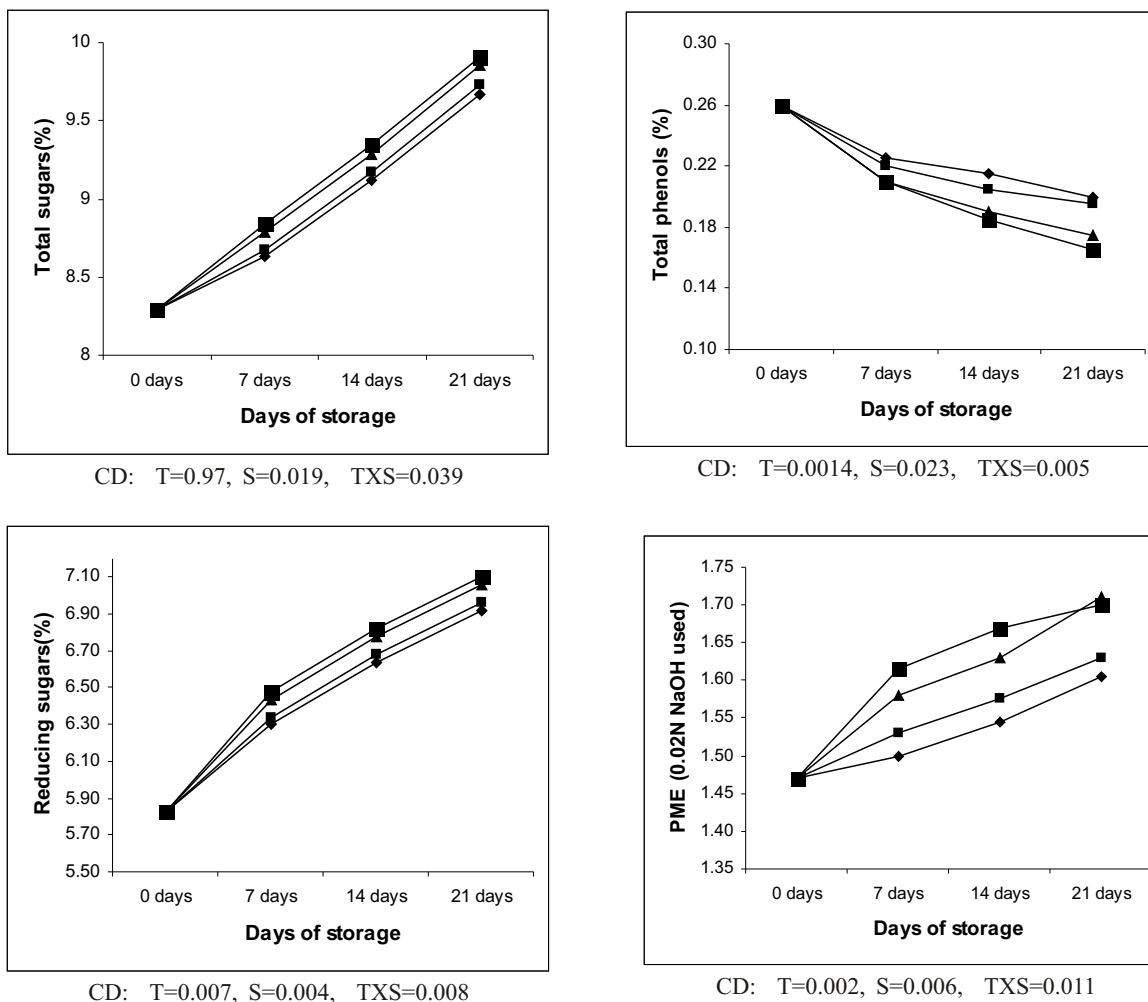 Total sugars(%)
10
9.5
9
8.5
8
0 days 7 days 14 days 21 days
Days of storage
CD: T=0.97, S=0.019, TXS=0.039
Total phenols (%)
0.30
0.26
0.22
0.18
0.14
0.10
0 days 7 days 14 days 21 days
Days of storage
CD: T=0.0014, S=0.023, TXS=0.005
Reducing sugars(%)
7.10
6.90
6.70
6.50
6.30
6.10
5.90
5.70
5.50
0 days 7 days 14 days 21 days
Days of storage
CD: T=0.007, S=0.004, TXS=0.008
PME (0.02N NaOH used)
1.75
1.70
1.65
1.60
1.55
1.50
1.45
1.40
1.35
0 days 7 days 14 days 21 days
Days of storage
CD: T=0.002, S=0.006, TXS=0.011